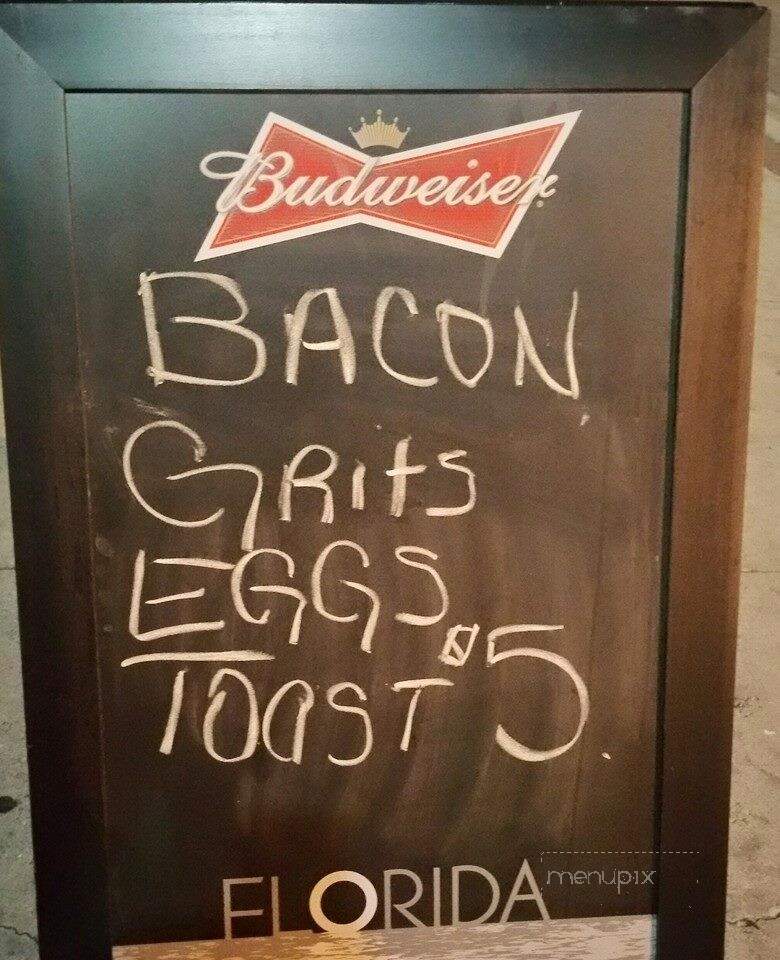 Budweiser
BACON
GRitS
EGGS
TOaST $5.
FLORIDA
menupix